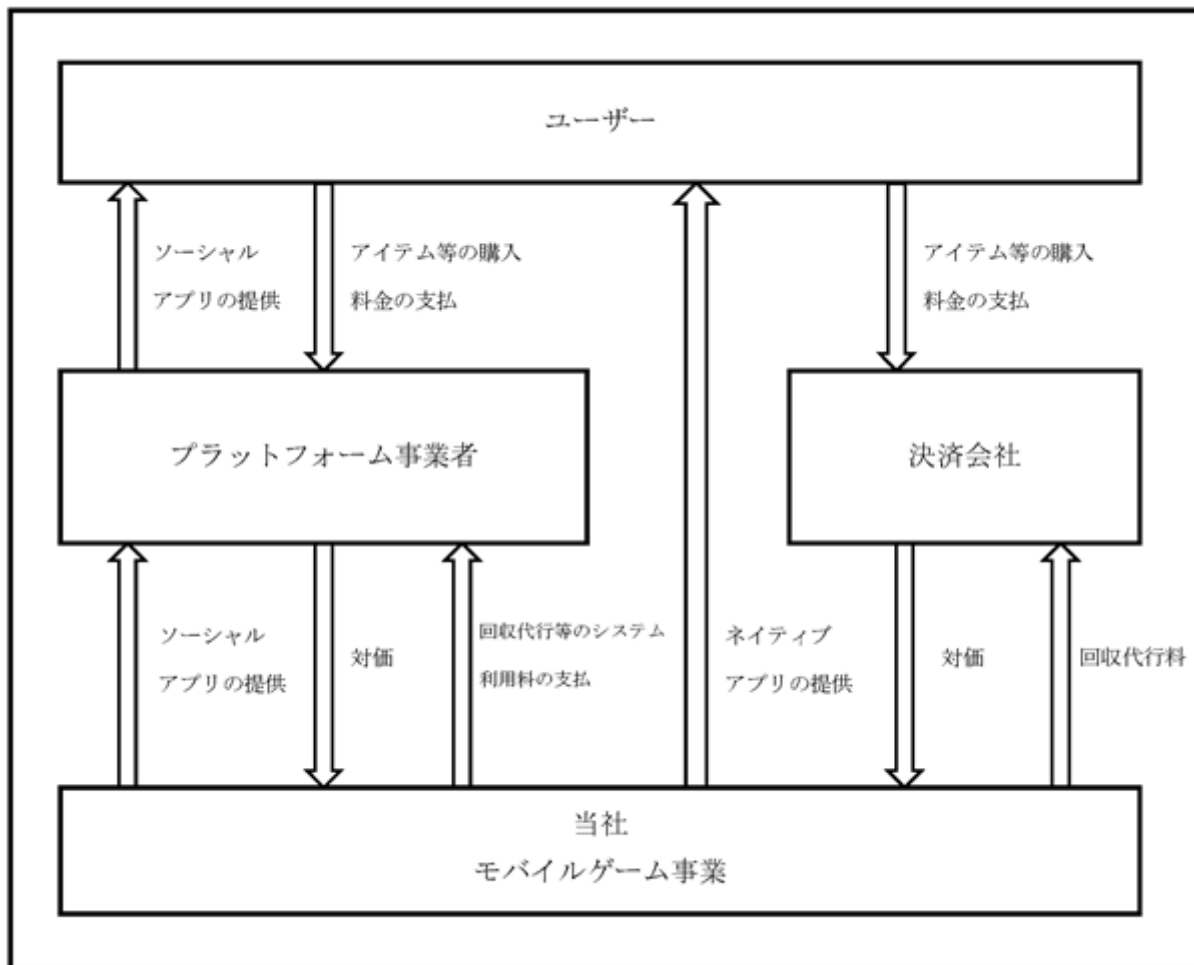 ユーザー
ソーシャル
アプリの提供
アイテム等の購入
料金の支払
アイテム等の購入
料金の支払
プラットフォーム事業者
決済会社
ソーシャル
アプリの提供
対価
回収代行等のシステム
利用料の支払
ネイティブ
アプリの提供
対価
回収代行料
当社
モバイルゲーム事業